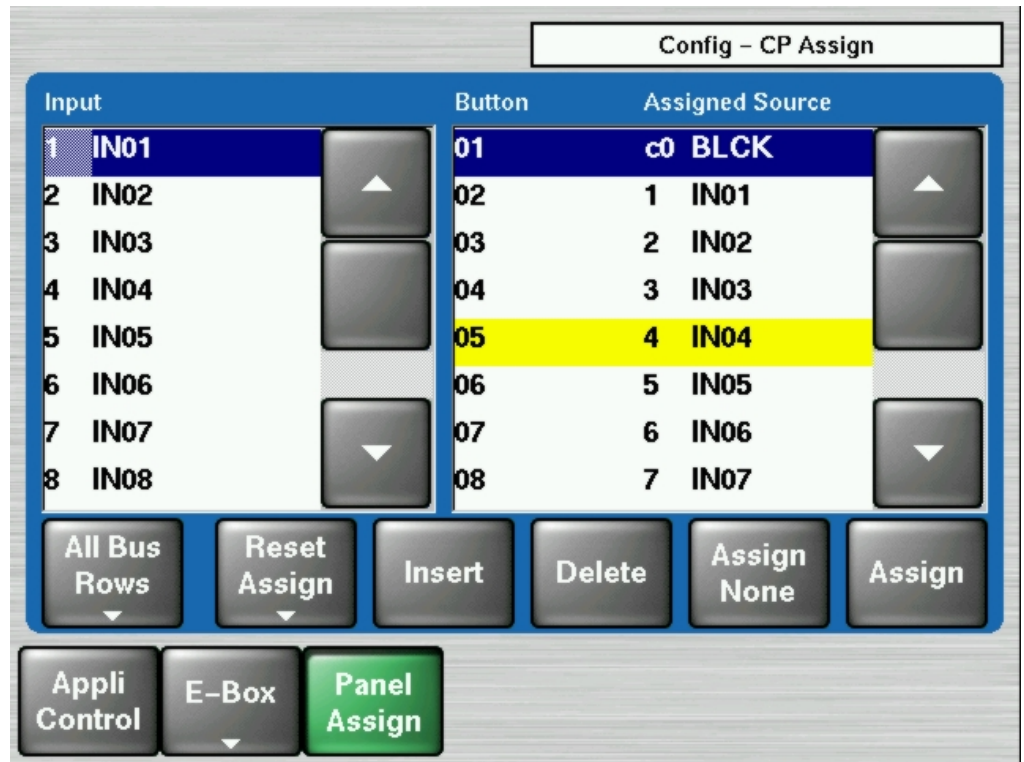 Config – CP Assign
Input Button Assigned Source
1 IN01 01 c0 BLCK
2 IN02 02 1 IN01
3 IN03 03 2 IN02
4 IN04 04 3 IN03
5 IN05 05 4 IN04
6 IN06 06 5 IN05
7 IN07 07 6 IN06
8 IN08 08 7 IN07
All Bus Rows
Reset Assign
Insert
Delete
Assign None
Assign
Appli Control
E–Box
Panel Assign